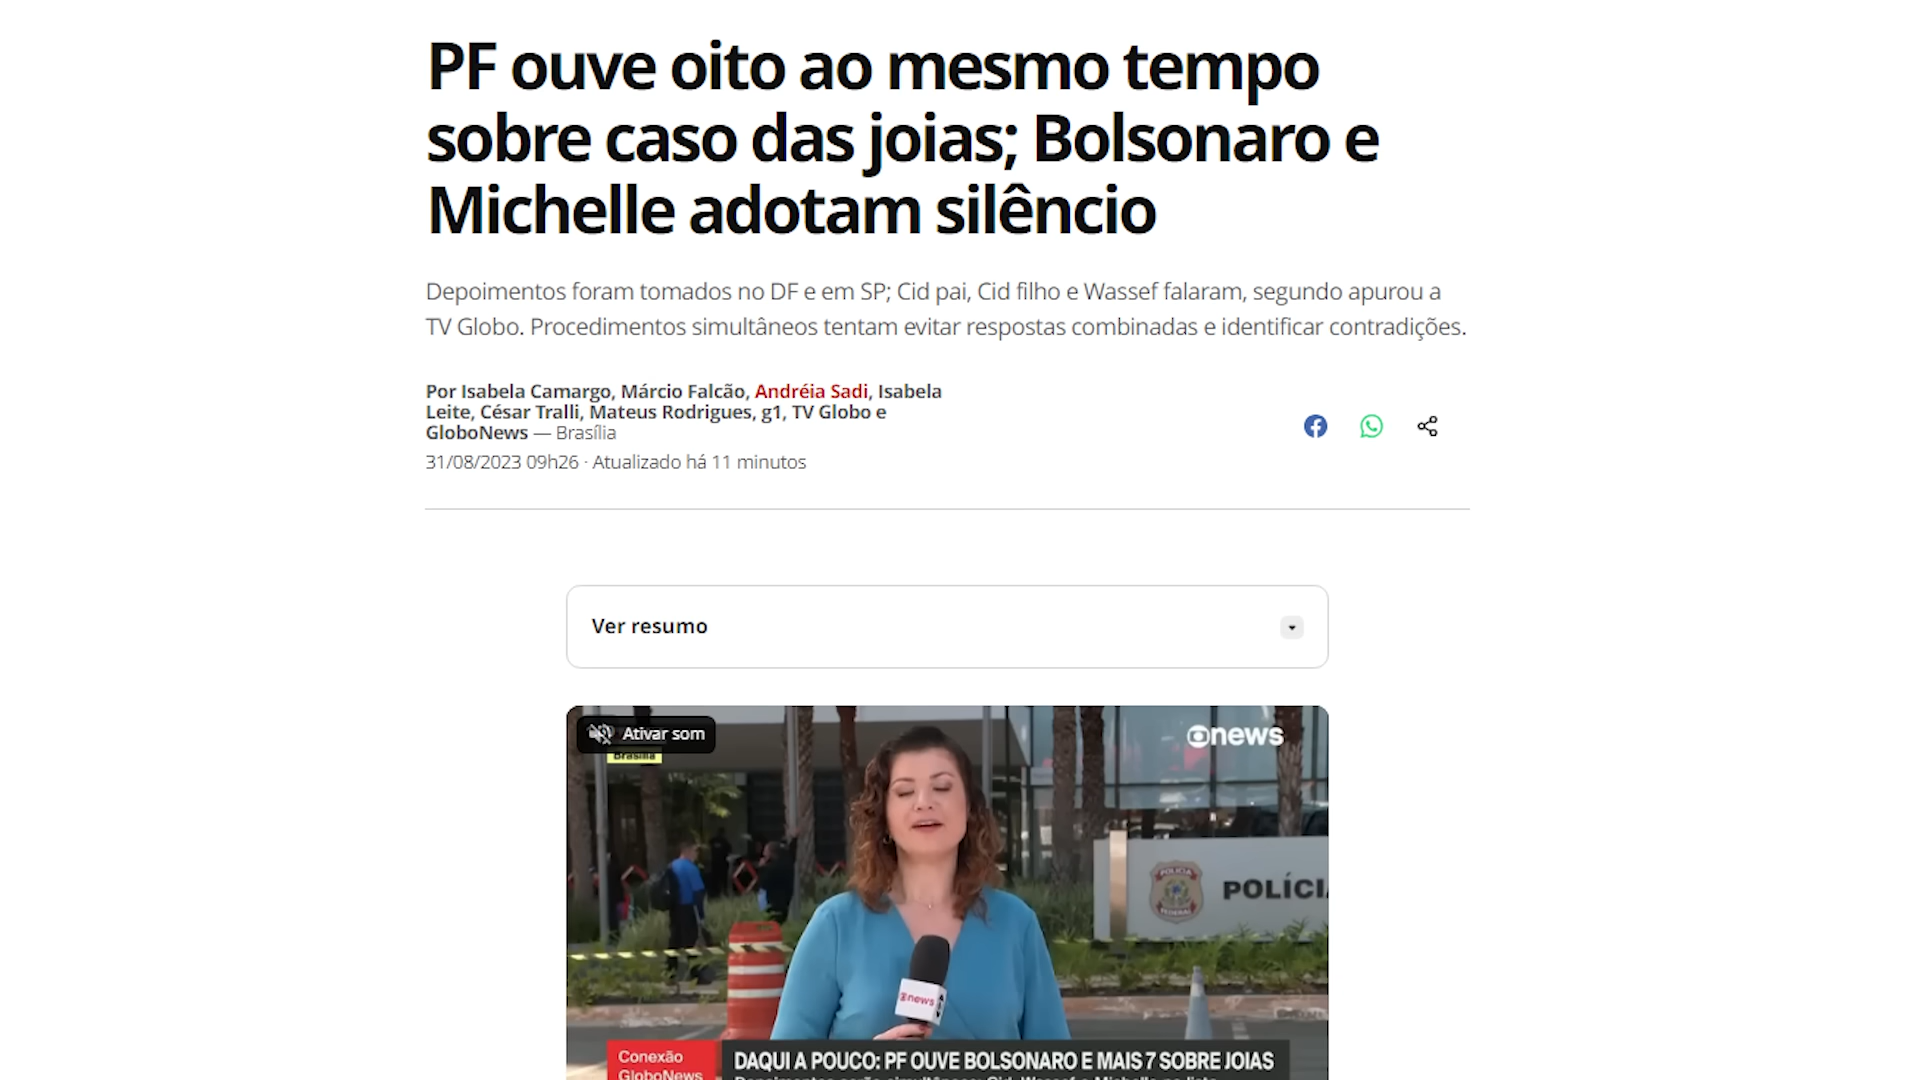 PF ouve oito ao mesmo tempo
sobre caso das joias; Bolsonaro e
Michelle adotam silêncio
Depoimentos foram tomados no DF e em SP; Cid pai, Cid filho e Wassef falaram, segundo apurou a
TV Globo. Procedimentos simultâneos tentam evitar respostas combinadas e identificar contradições.
Por Isabela Camargo, Márcio Falcão, Andréia Sadi, Isabela
Leite, César Tralli, Mateus Rodrigues, g1, TV Globo e
GloboNews — Brasília
31/08/2023 09h26 · Atualizado há 11 minutos
Ver resumo
Ativar som
Brasília
news
POLÍCIA
FEDERAL
POLÍCI
news
Conexão
GloboNews
DAQUI A POUCO: PF OUVE BOLSONARO E MAIS 7 SOBRE JOIAS